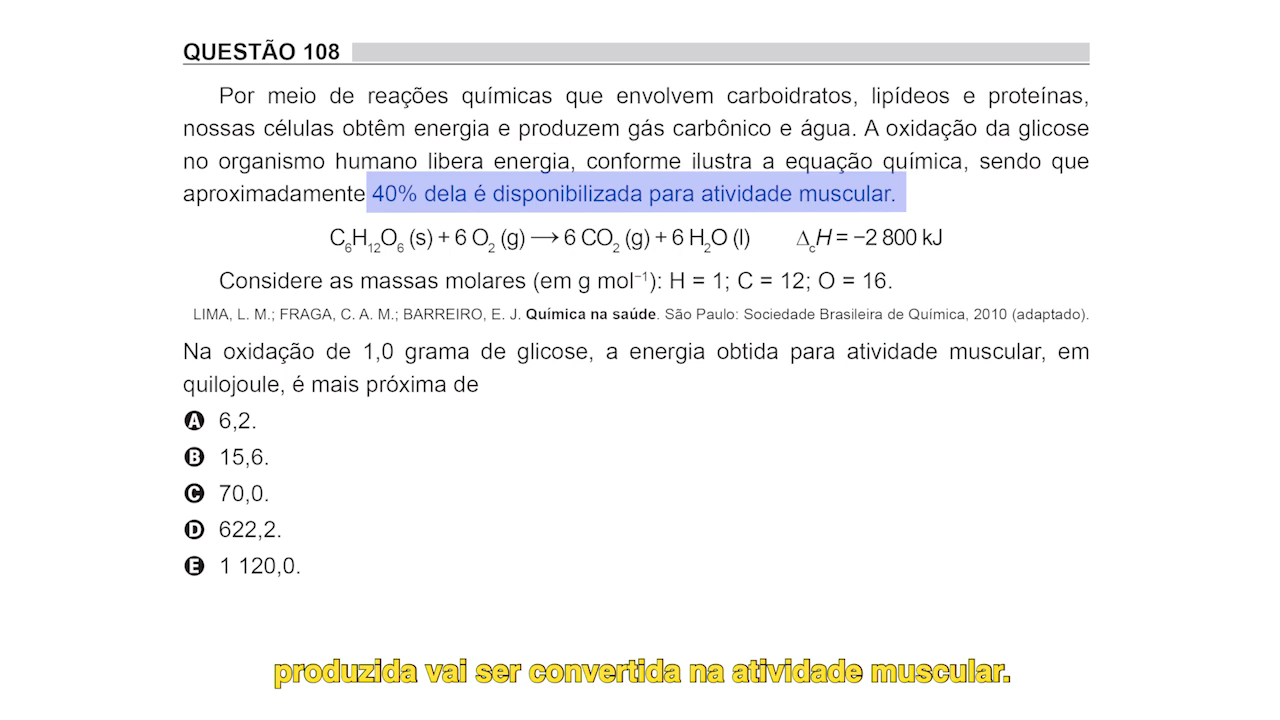 QUESTÃO 108
Por meio de reações químicas que envolvem carboidratos, lipídeos e proteínas,
nossas células obtêm energia e produzem gás carbônico e água. A oxidação da glicose
no organismo humano libera energia, conforme ilustra a equação química, sendo que
aproximadamente 40% dela é disponibilizada para atividade muscular.
C₆H₁₂O₆ (s) + 6 O₂ (g) ⟶ 6 CO₂ (g) + 6 H₂O (l) Δ꜀H = −2 800 kJ
Considere as massas molares (em g mol⁻¹): H = 1; C = 12; O = 16.
LIMA, L. M.; FRAGA, C. A. M.; BARREIRO, E. J. Química na saúde. São Paulo: Sociedade Brasileira de Química, 2010 (adaptado).
Na oxidação de 1,0 grama de glicose, a energia obtida para atividade muscular, em
quilojoule, é mais próxima de
A 6,2.
B 15,6.
C 70,0.
D 622,2.
E 1 120,0.
produzida vai ser convertida na atividade muscular.